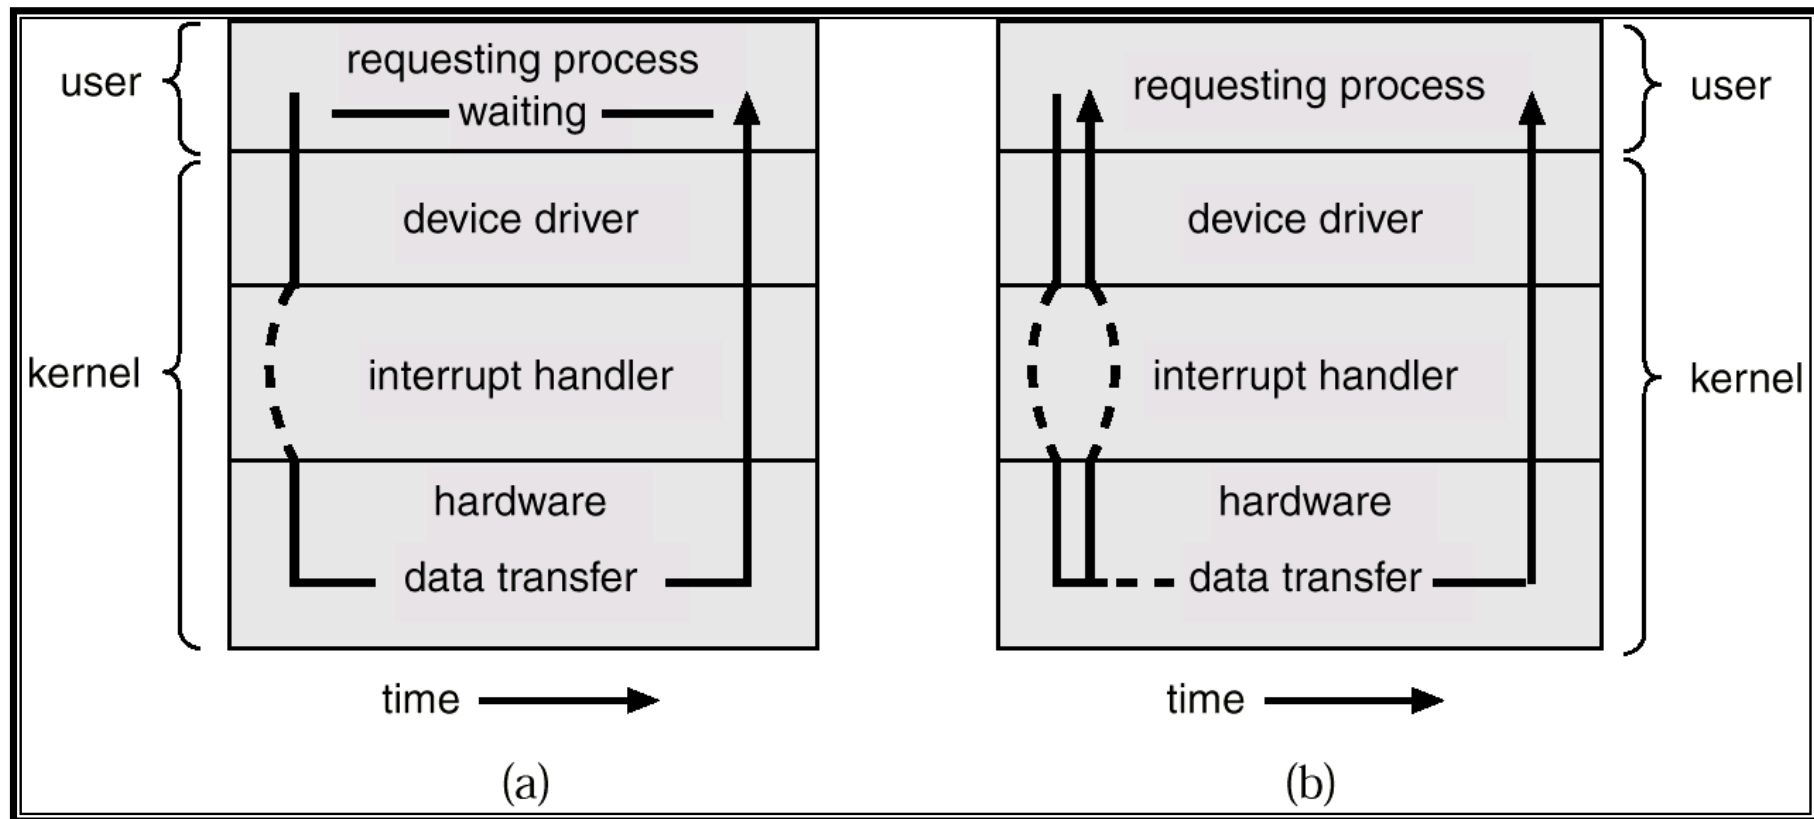 user
requesting process
waiting
device driver
kernel
interrupt handler
hardware
data transfer
time
(a)
requesting process
user
device driver
interrupt handler
kernel
hardware
data transfer
time
(b)